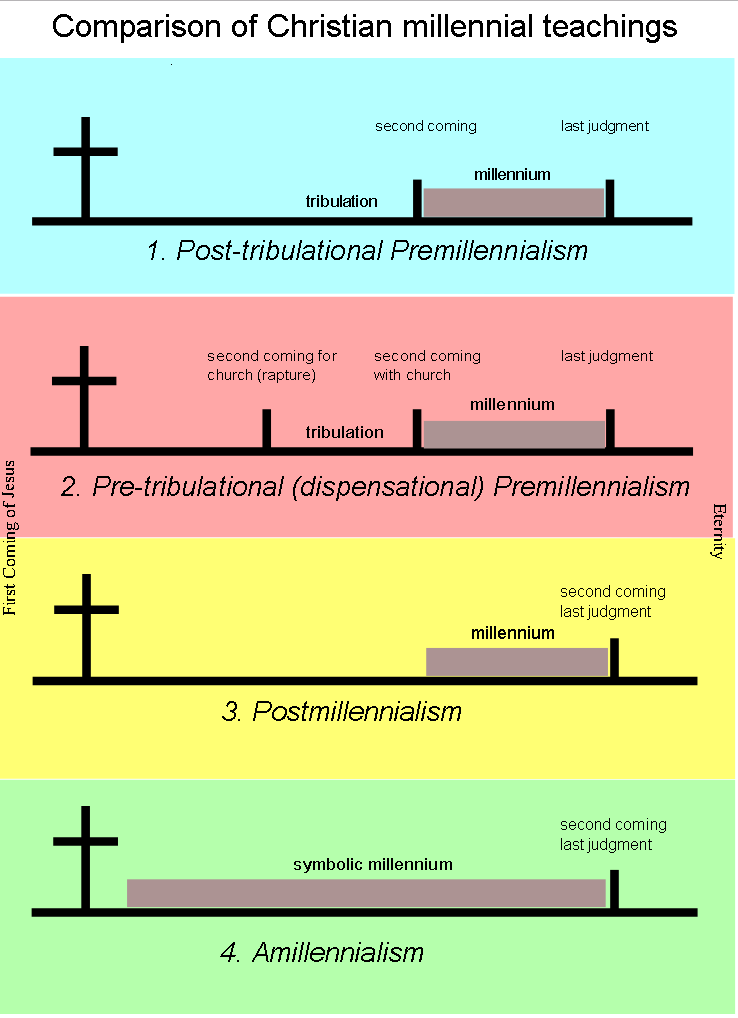 Comparison of Christian millennial teachings
second coming
last judgment
millennium
tribulation
1. Post-tribulational Premillennialism
second coming for
church (rapture)
second coming
with church
last judgment
millennium
tribulation
2. Pre-tribulational (dispensational) Premillennialism
First Coming of Jesus
Eternity
second coming
last judgment
millennium
3. Postmillennialism
second coming
last judgment
symbolic millennium
4. Amillennialism